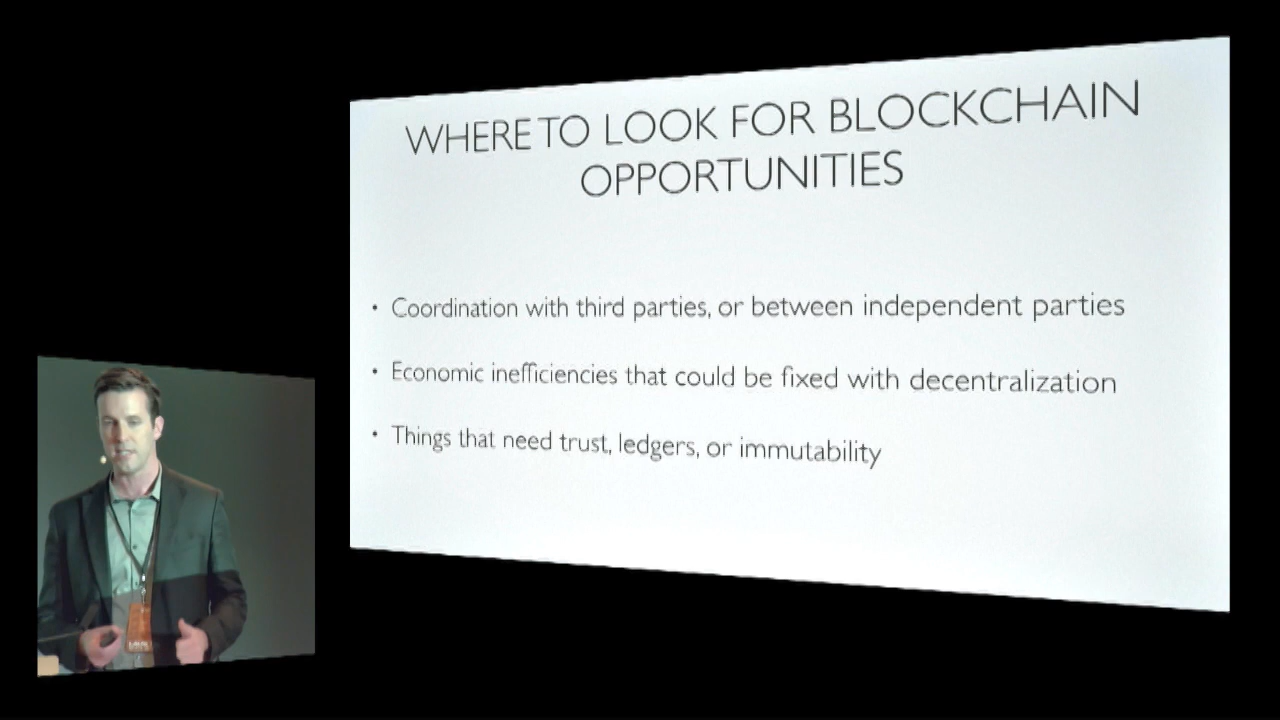 WHERE TO LOOK FOR BLOCKCHAIN
OPPORTUNITIES
• Coordination with third parties, or between independent parties
• Economic inefficiencies that could be fixed with decentralization
• Things that need trust, ledgers, or immutability